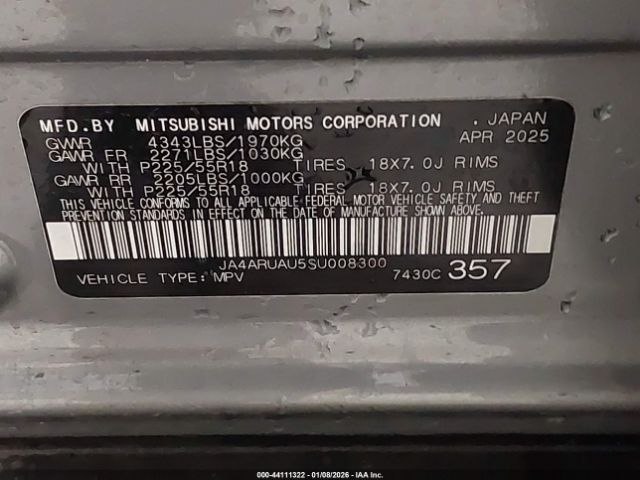 MFD.BY MITSUBISHI MOTORS CORPORATION . JAPAN
GVWR 4343LBS/1970KG APR 2025
GAWR FR 2271LBS/1030KG
WITH P225/55R18 TIRES 18X7.0J RIMS
GAWR RR 2205LBS/1000KG
WITH P225/55R18 TIRES 18X7.0J RIMS
THIS VEHICLE CONFORMS TO ALL APPLICABLE FEDERAL MOTOR VEHICLE SAFETY AND THEFT
PREVENTION STANDARDS IN EFFECT ON THE DATE OF MANUFACTURE SHOWN ABOVE.
JA4ARUAU5SU008300
VEHICLE TYPE: MPV 7430C 357
000-44111322 - 01/08/2026 - © IAA, Inc.